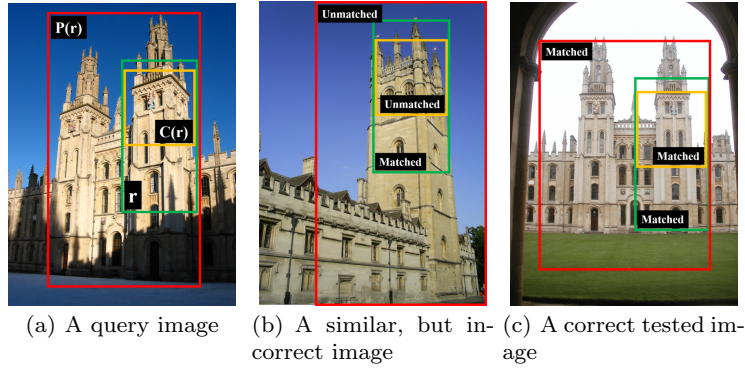 P(r)
C(r)
r
Unmatched
Unmatched
Matched
Matched
Matched
Matched
(a) A query image
(b) A similar, but in-
correct image
(c) A correct tested im-
age